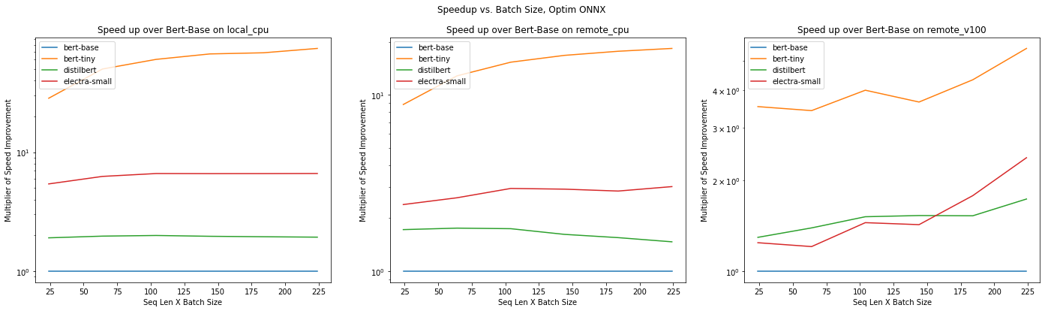 Speedup vs. Batch Size, Optim ONNX
Speed up over Bert-Base on local_cpu
bert-base
bert-tiny
distilbert
electra-small
10¹
10⁰
Multiplier of Speed Improvement
25 50 75 100 125 150 175 200 225
Seq Len X Batch Size
Speed up over Bert-Base on remote_cpu
bert-base
bert-tiny
distilbert
electra-small
10¹
10⁰
Multiplier of Speed Improvement
25 50 75 100 125 150 175 200 225
Seq Len X Batch Size
Speed up over Bert-Base on remote_v100
bert-base
bert-tiny
distilbert
electra-small
4 × 10⁰
3 × 10⁰
2 × 10⁰
10⁰
Multiplier of Speed Improvement
25 50 75 100 125 150 175 200 225
Seq Len X Batch Size